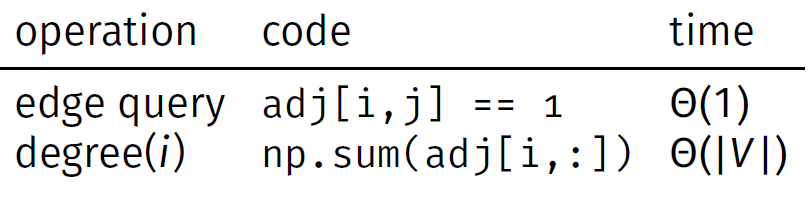 operation code time
edge query adj[i,j] == 1 Θ(1)
degree(i) np.sum(adj[i,:]) Θ(|V|)